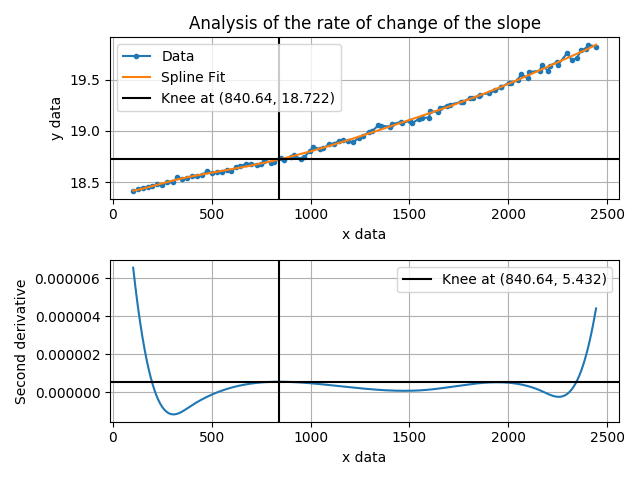 Analysis of the rate of change of the slope
Data
Spline Fit
Knee at (840.64, 18.722)
19.5
19.0
18.5
y data
0 500 1000 1500 2000 2500
x data
Knee at (840.64, 5.432)
0.000006
0.000004
0.000002
0.000000
Second derivative
0 500 1000 1500 2000 2500
x data